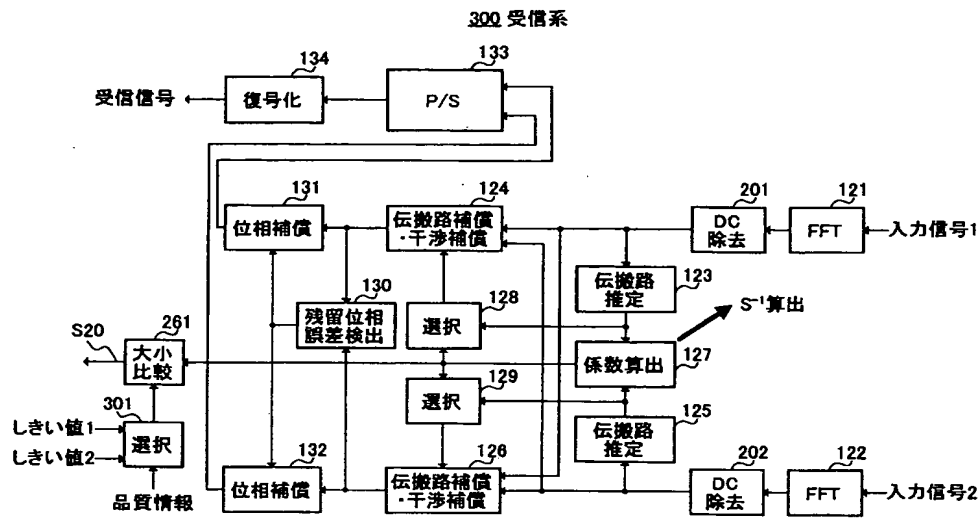 300 受信系
134
133
受信信号
復号化
P/S
131
124
201
121
位相補償
伝搬路補償
・干渉補償
DC
除去
FFT
入力信号1
123
伝搬路
推定
130
128
残留位相
誤差検出
選択
S⁻¹算出
S20
261
大小
比較
係数算出
127
129
選択
125
伝搬路
推定
301
しきい値1
しきい値2
選択
品質情報
132
126
202
122
位相補償
伝搬路補償
・干渉補償
DC
除去
FFT
入力信号2